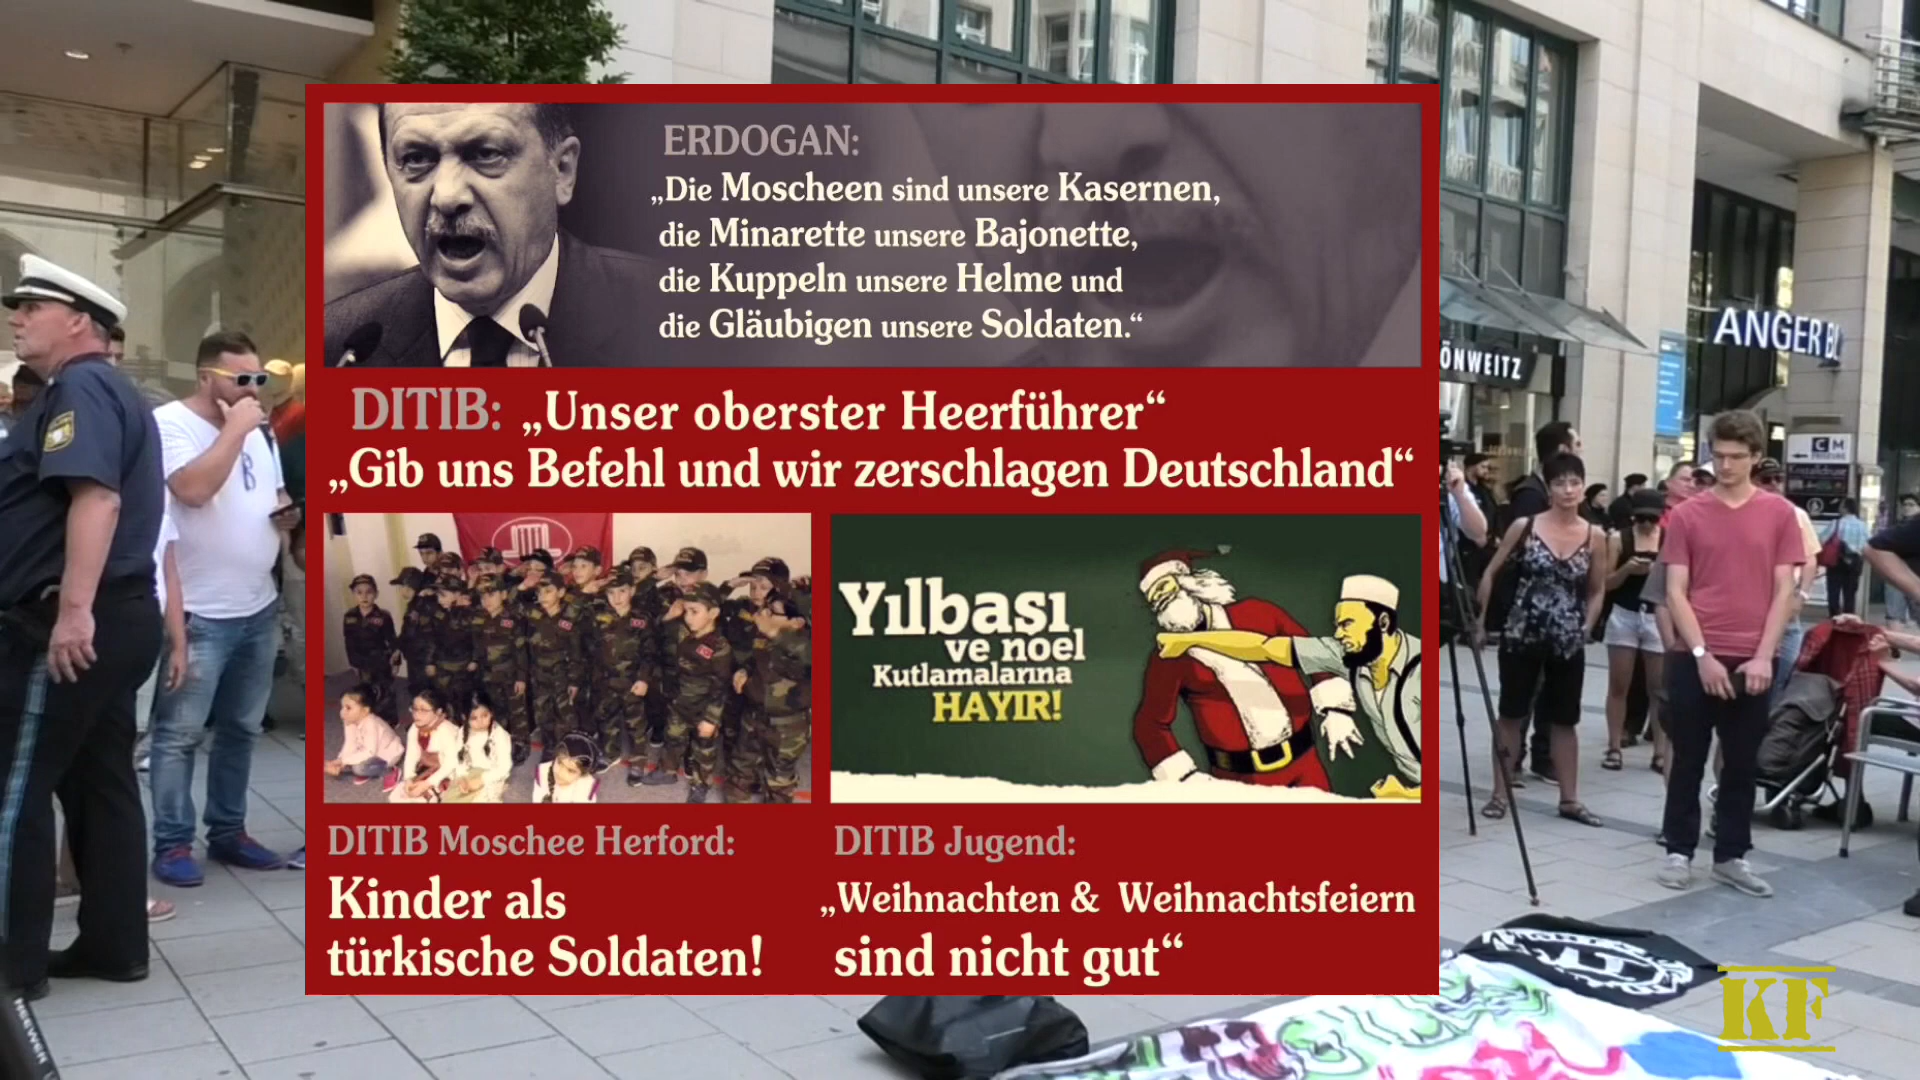 ERDOGAN:
„Die Moscheen sind unsere Kasernen,
die Minarette unsere Bajonette,
die Kuppeln unsere Helme und
die Gläubigen unsere Soldaten.“
DITIB: „Unser oberster Heerführer“
„Gib uns Befehl und wir zerschlagen Deutschland“
Yılbaşı
ve noel
Kutlamalarına
HAYIR!
DITIB Moschee Herford:
Kinder als
türkische Soldaten!
DITIB Jugend:
„Weihnachten & Weihnachtsfeiern
sind nicht gut“
ANGER
ÖNWEITZ
CM
KF